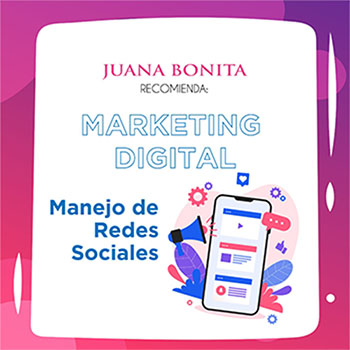 JUANA BONITA
RECOMIENDA:
MARKETING
DIGITAL
Manejo de
Redes
Sociales